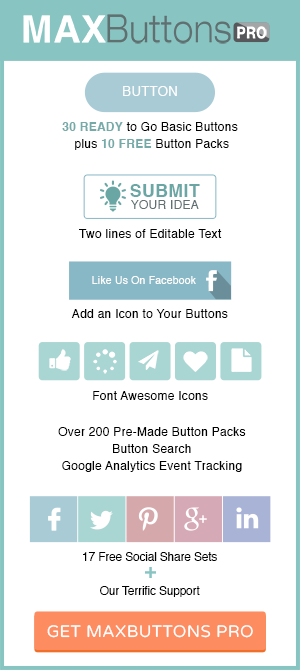 MAXButtons PRO
BUTTON
30 READY to Go Basic Buttons
plus 10 FREE Button Packs
SUBMIT
YOUR IDEA
Two lines of Editable Text
Like Us On Facebook f
Add an Icon to Your Buttons
Font Awesome Icons
Over 200 Pre-Made Button Packs
Button Search
Google Analytics Event Tracking
f g+ in
17 Free Social Share Sets
+
Our Terrific Support
GET MAXBUTTONS PRO